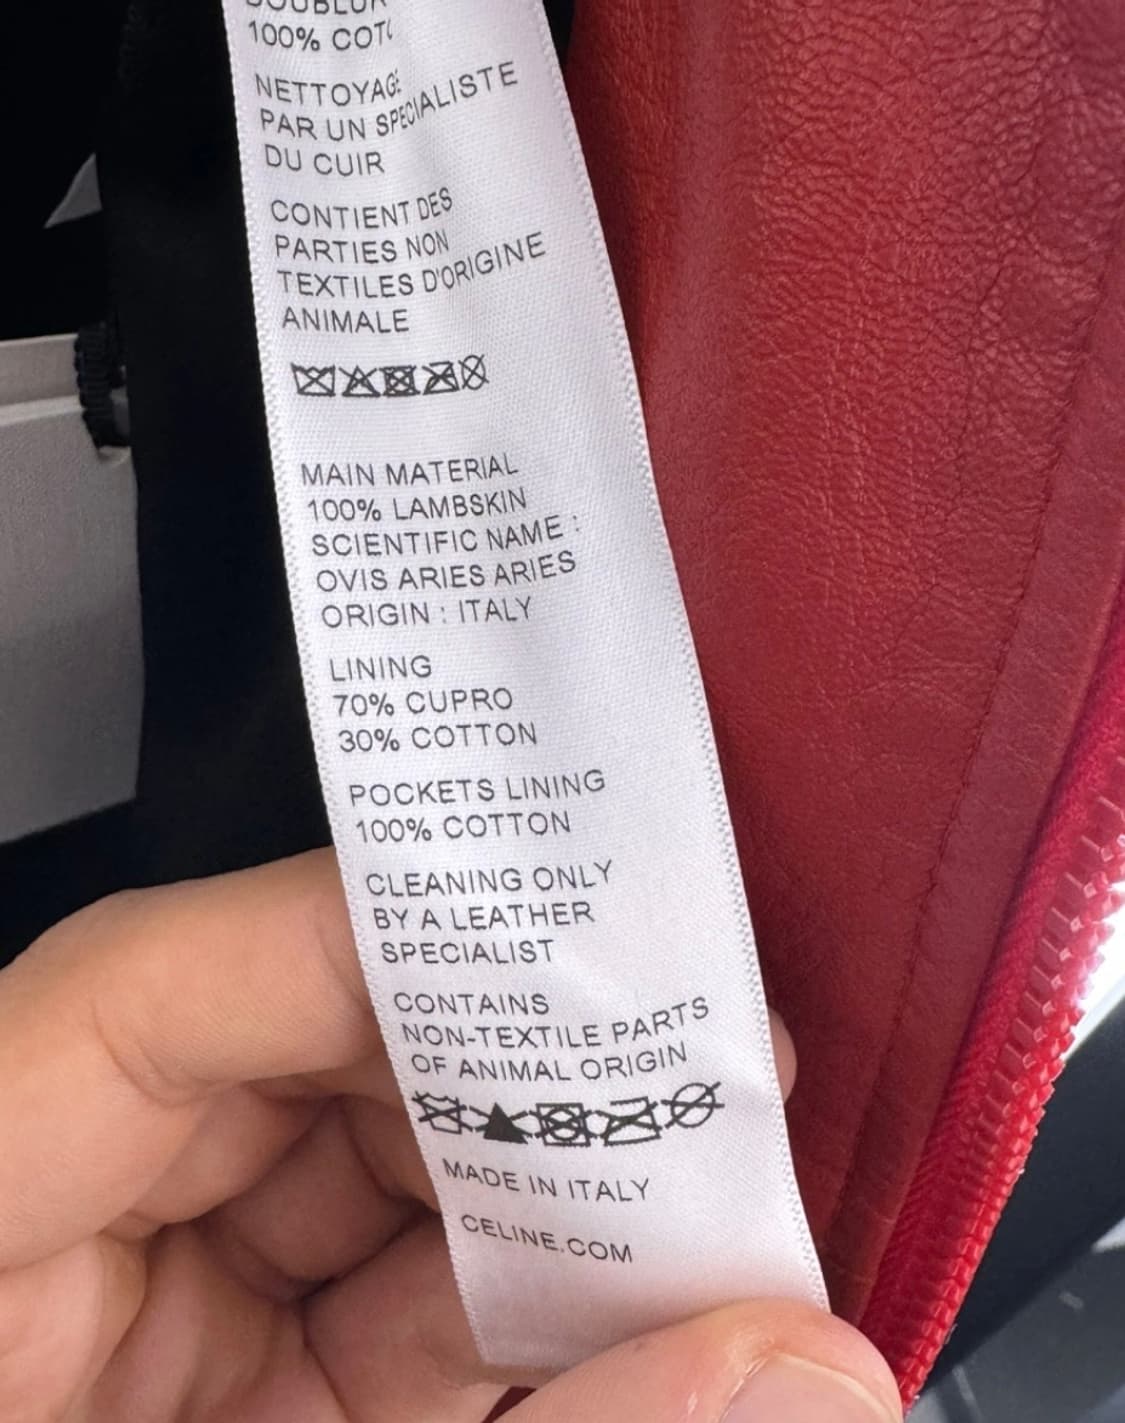 100% COT
NETTOYAGE
PAR UN SPECIALISTE
DU CUIR
CONTIENT DES
PARTIES NON
TEXTILES D'ORIGINE
ANIMALE
MAIN MATERIAL
100% LAMBSKIN
SCIENTIFIC NAME :
OVIS ARIES ARIES
ORIGIN : ITALY
LINING
70% CUPRO
30% COTTON
POCKETS LINING
100% COTTON
CLEANING ONLY
BY A LEATHER
SPECIALIST
CONTAINS
NON-TEXTILE PARTS
OF ANIMAL ORIGIN
MADE IN ITALY
CELINE.COM